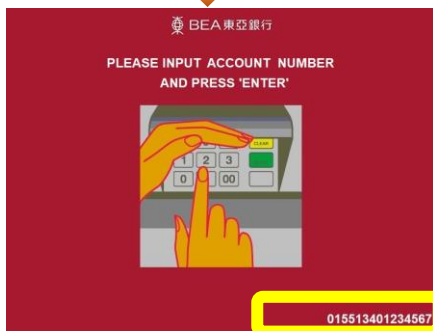 BEA東亞銀行
PLEASE INPUT ACCOUNT NUMBER
AND PRESS 'ENTER'
CLEAR
1 2 3
0 00
015513401234567